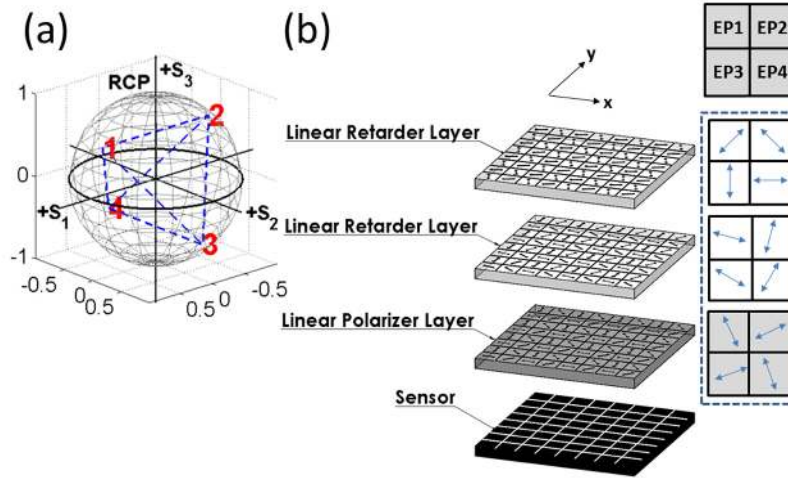 (a)
+S3
RCP
1
2
0
1
4
3
-1
+S1
+S2
-0.5
0
0.5
0.5
0
-0.5
(b)
y
x
EP1 EP2
EP3 EP4
Linear Retarder Layer
Linear Retarder Layer
Linear Polarizer Layer
Sensor